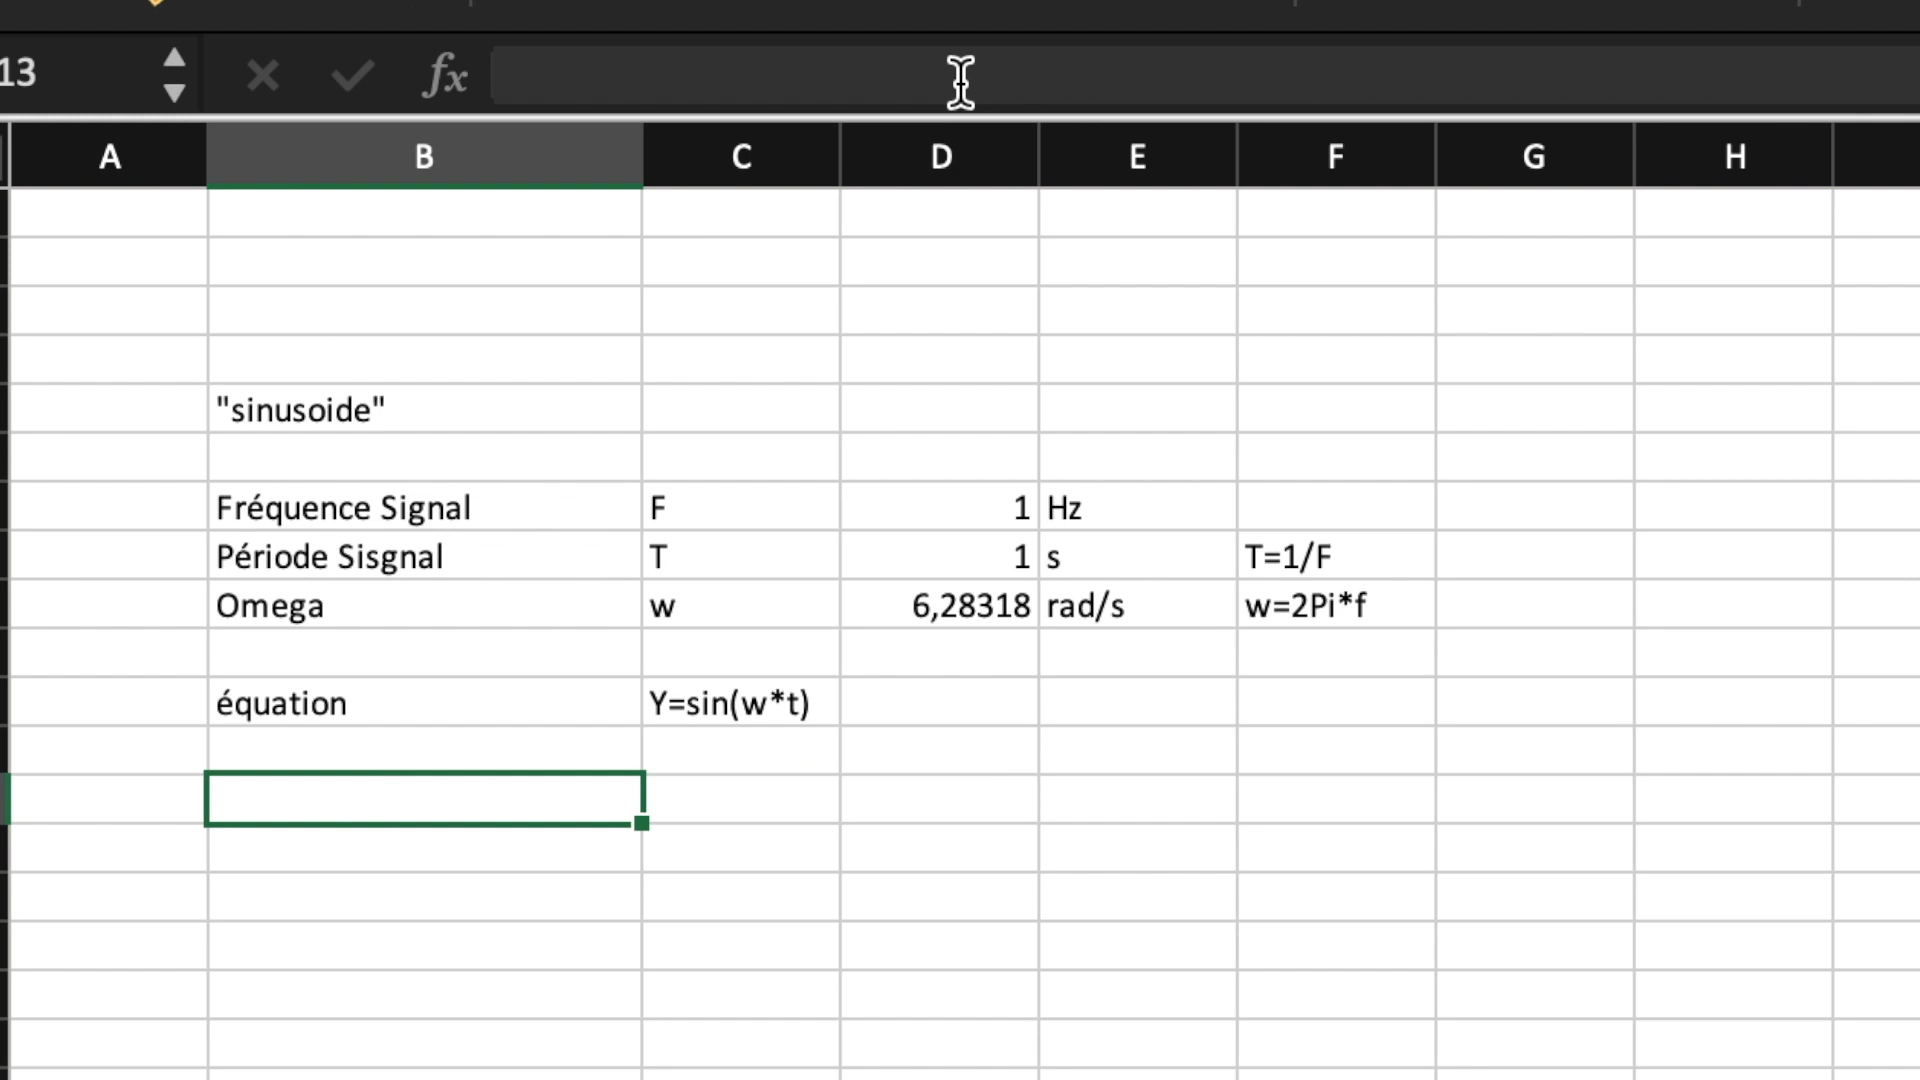 13 fx
A B C D E F G H
"sinusoide"
Fréquence Signal F 1 Hz
Période Sisgnal T 1 s T=1/F
Omega w 6,28318 rad/s w=2Pi*f
équation Y=sin(w*t)